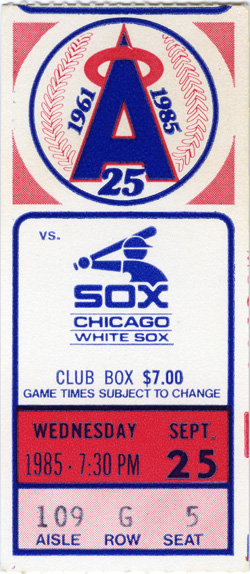 1961 A 1985
25
VS.
SOX
CHICAGO
WHITE SOX
CLUB BOX $7.00
GAME TIMES SUBJECT TO CHANGE
WEDNESDAY SEPT.
1985 · 7:30 PM 25
109 G 5
AISLE ROW SEAT